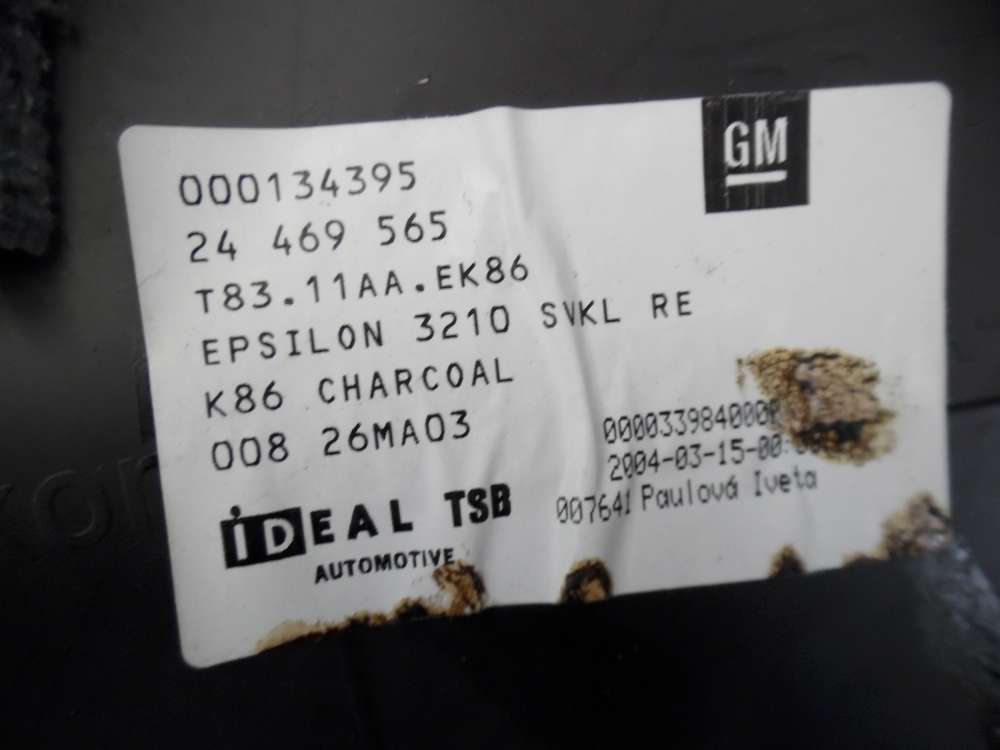 GM
000134395
24 469 565
T83.11AA.EK86
EPSILON 3210 SVKL RE
K86 CHARCOAL
008 26MA03
2004-03-15-00:
007641 Paulová Iveta
iDEAL TSB
AUTOMOTIVE